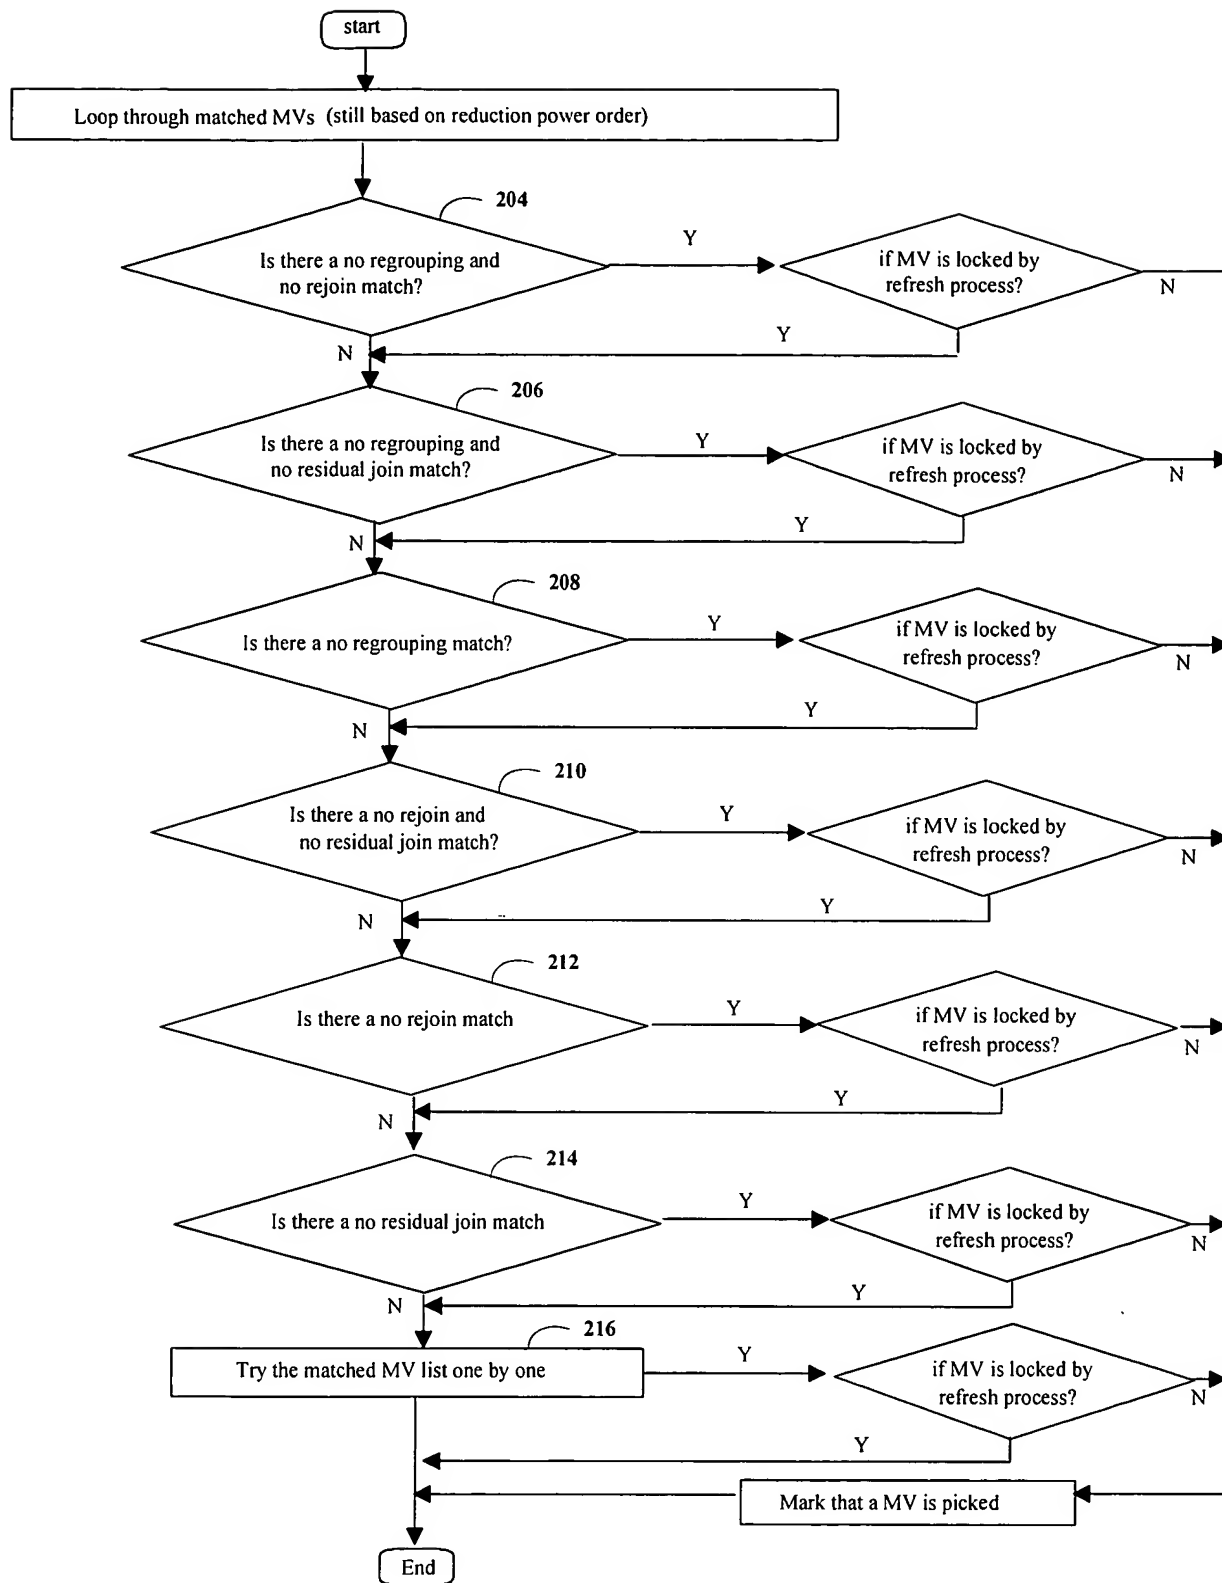 start
Loop through matched MVs (still based on reduction power order)
204
Is there a no regrouping and
no rejoin match?
Y
if MV is locked by
refresh process?
N
Y
N
206
Is there a no regrouping and
no residual join match?
Y
if MV is locked by
refresh process?
N
Y
N
208
Is there a no regrouping match?
Y
if MV is locked by
refresh process?
N
Y
N
210
Is there a no rejoin and
no residual join match?
Y
if MV is locked by
refresh process?
N
Y
N
212
Is there a no rejoin match
Y
if MV is locked by
refresh process?
N
Y
N
214
Is there a no residual join match
Y
if MV is locked by
refresh process?
N
Y
N
216
Try the matched MV list one by one
Y
if MV is locked by
refresh process?
N
Y
Mark that a MV is picked
End